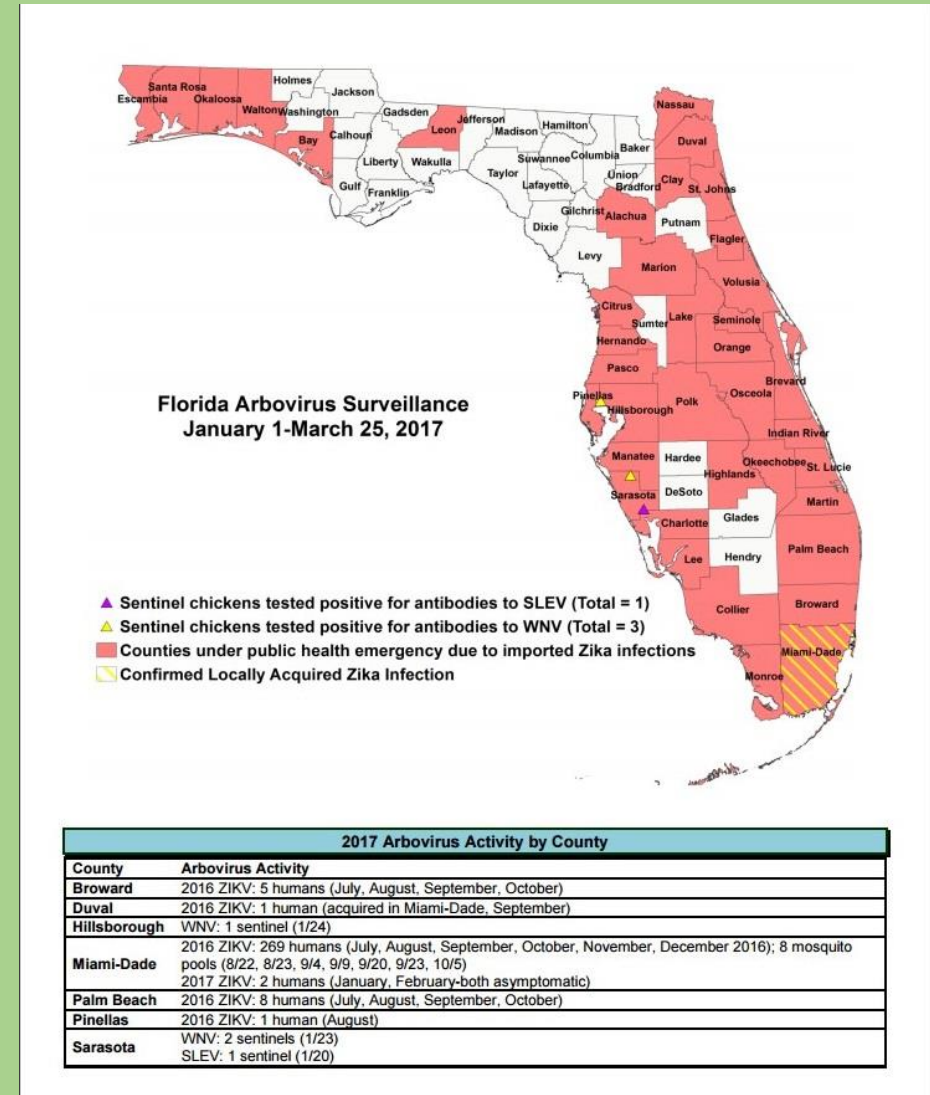 Holmes
Jackson
Santa Rosa
Escambia
Okaloosa
Walton
Washington
Gadsden
Jefferson
Leon
Madison
Hamilton
Nassau
Bay
Calhoun
Baker
Duval
Liberty
Wakulla
Suwannee
Columbia
Taylor
Union
Bradford
Clay
St. Johns
Lafayette
Gulf
Franklin
Gilchrist
Alachua
Putnam
Dixie
Flagler
Levy
Marion
Volusia
Citrus
Sumter
Lake
Seminole
Hernando
Orange
Pasco
Brevard
Pinellas
Hillsborough
Polk
Osceola
Indian River
Manatee
Hardee
Okeechobee
St. Lucie
Highlands
Sarasota
DeSoto
Martin
Charlotte
Glades
Lee
Hendry
Palm Beach
Collier
Broward
Miami-Dade
Monroe
Florida Arbovirus Surveillance
January 1-March 25, 2017
Sentinel chickens tested positive for antibodies to SLEV (Total = 1)
Sentinel chickens tested positive for antibodies to WNV (Total = 3)
Counties under public health emergency due to imported Zika infections
Confirmed Locally Acquired Zika Infection
2017 Arbovirus Activity by County
County Arbovirus Activity
Broward 2016 ZIKV: 5 humans (July, August, September, October)
Duval 2016 ZIKV: 1 human (acquired in Miami-Dade, September)
Hillsborough WNV: 1 sentinel (1/24)
Miami-Dade 2016 ZIKV: 269 humans (July, August, September, October, November, December 2016); 8 mosquito
pools (8/22, 8/23, 9/4, 9/9, 9/20, 9/23, 10/5)
2017 ZIKV: 2 humans (January, February-both asymptomatic)
Palm Beach 2016 ZIKV: 8 humans (July, August, September, October)
Pinellas 2016 ZIKV: 1 human (August)
Sarasota WNV: 2 sentinels (1/23)
SLEV: 1 sentinel (1/20)